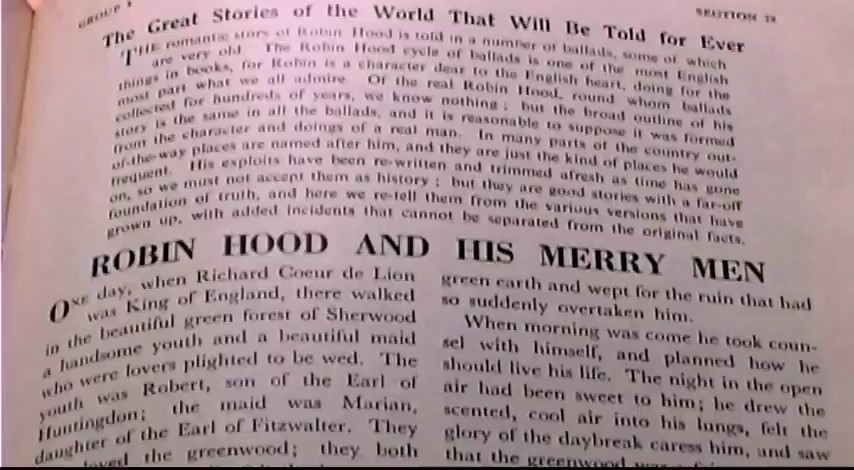 GROUP
SECTION
The Great Stories of the World That Will Be Told for Ever
THE romantic story of Robin Hood is told in a number of ballads, some of which
are very old. The Robin Hood cycle of ballads is one of the most English
things in books, for Robin is a character dear to the English heart, doing for the
most part what we all admire. Of the real Robin Hood, round whom ballads
collected for hundreds of years, we know nothing; but the broad outline of his
story is the same in all the ballads, and it is reasonable to suppose it was formed
from the character and doings of a real man. In many parts of the country out-
of-the-way places are named after him, and they are just the kind of places he would
frequent. His exploits have been re-written and trimmed afresh as time has gone
on, so we must not accept them as history; but they are good stories with a far-off
foundation of truth, and here we re-tell them from the various versions that have
grown up, with added incidents that cannot be separated from the original facts.
ROBIN HOOD AND HIS MERRY MEN
ONE day, when Richard Coeur de Lion
was King of England, there walked
in the beautiful green forest of Sherwood
a handsome youth and a beautiful maid
who were lovers plighted to be wed. The
youth was Robert, son of the Earl of
Huntingdon; the maid was Marian,
daughter of the Earl of Fitzwalter. They
loved the greenwood; they both
green earth and wept for the ruin that had
so suddenly overtaken him.
When morning was come he took coun-
sel with himself, and planned how he
should live his life. The night in the open
air had been sweet to him; he drew the
scented, cool air into his lungs, felt the
glory of the daybreak caress him, and saw
that the greenwood was